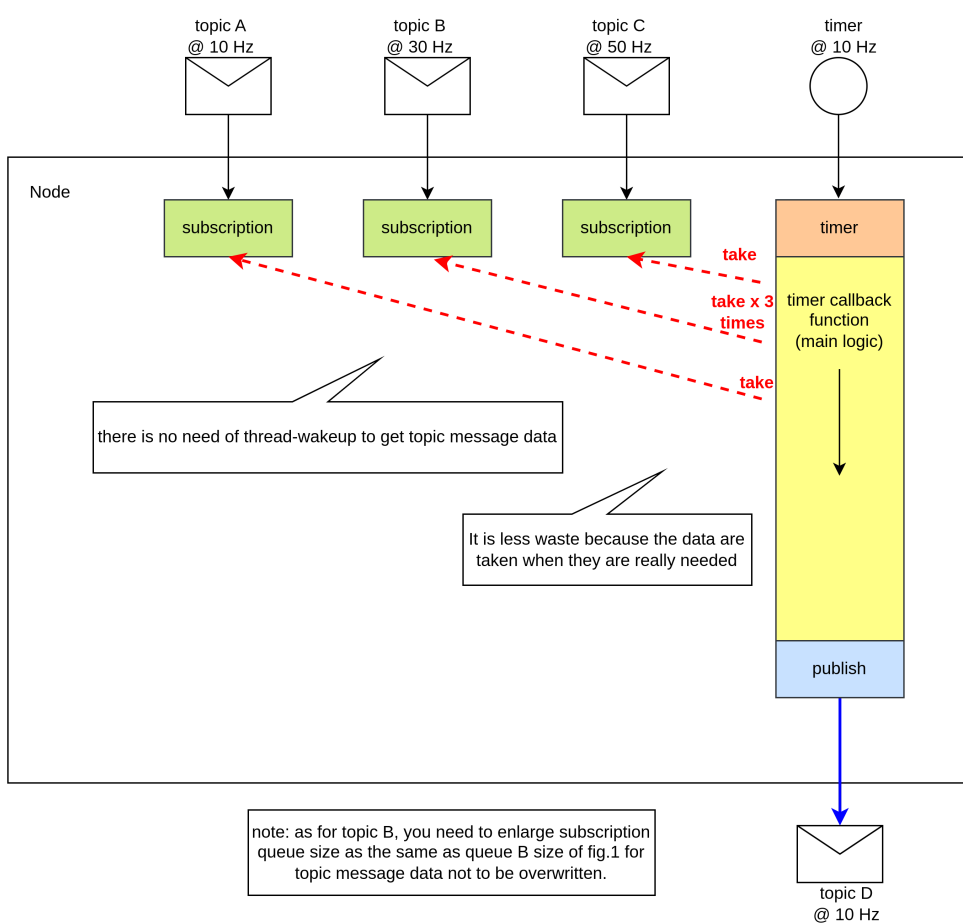 topic A
@ 10 Hz
topic B
@ 30 Hz
topic C
@ 50 Hz
timer
@ 10 Hz
Node
subscription
subscription
subscription
timer
take
take x 3
times
take
timer callback
function
(main logic)
there is no need of thread-wakeup to get topic message data
It is less waste because the data are
taken when they are really needed
publish
note: as for topic B, you need to enlarge subscription
queue size as the same as queue B size of fig.1 for
topic message data not to be overwritten.
topic D
@ 10 Hz